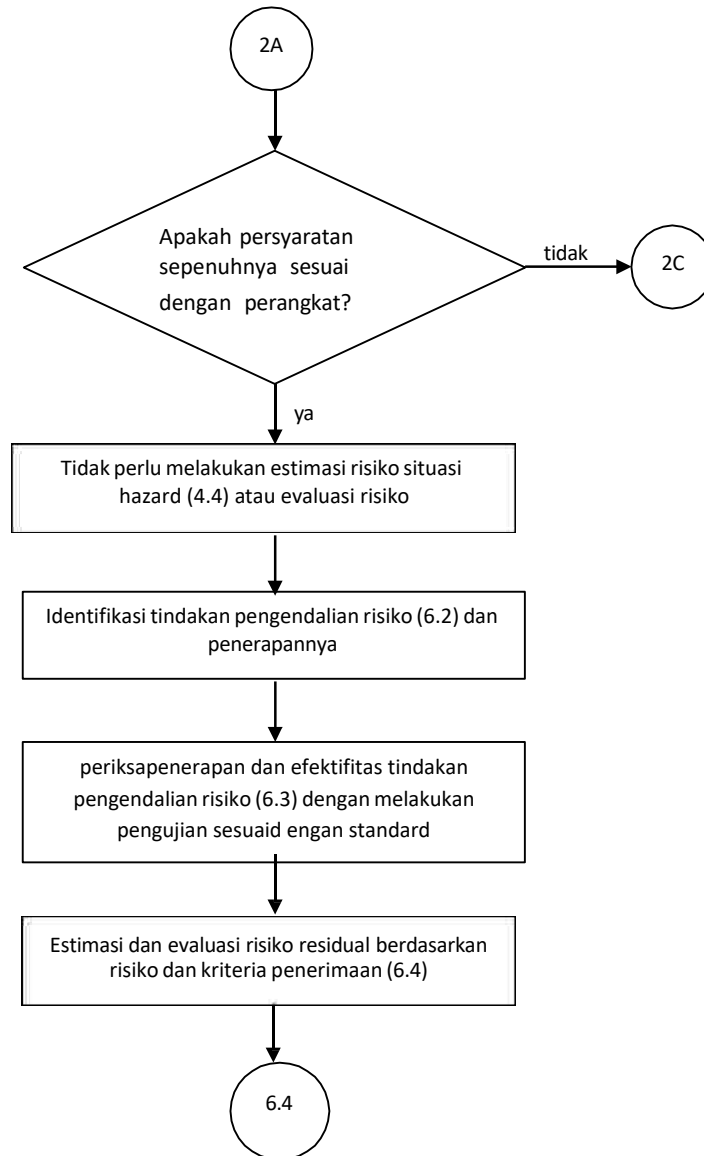 2A
Apakah persyaratan
sepenuhnya sesuai
dengan perangkat?
tidak
2C
ya
Tidak perlu melakukan estimasi risiko situasi
hazard (4.4) atau evaluasi risiko
Identifikasi tindakan pengendalian risiko (6.2) dan
penerapannya
periksapenerapan dan efektifitas tindakan
pengendalian risiko (6.3) dengan melakukan
pengujian sesuaid engan standard
Estimasi dan evaluasi risiko residual berdasarkan
risiko dan kriteria penerimaan (6.4)
6.4